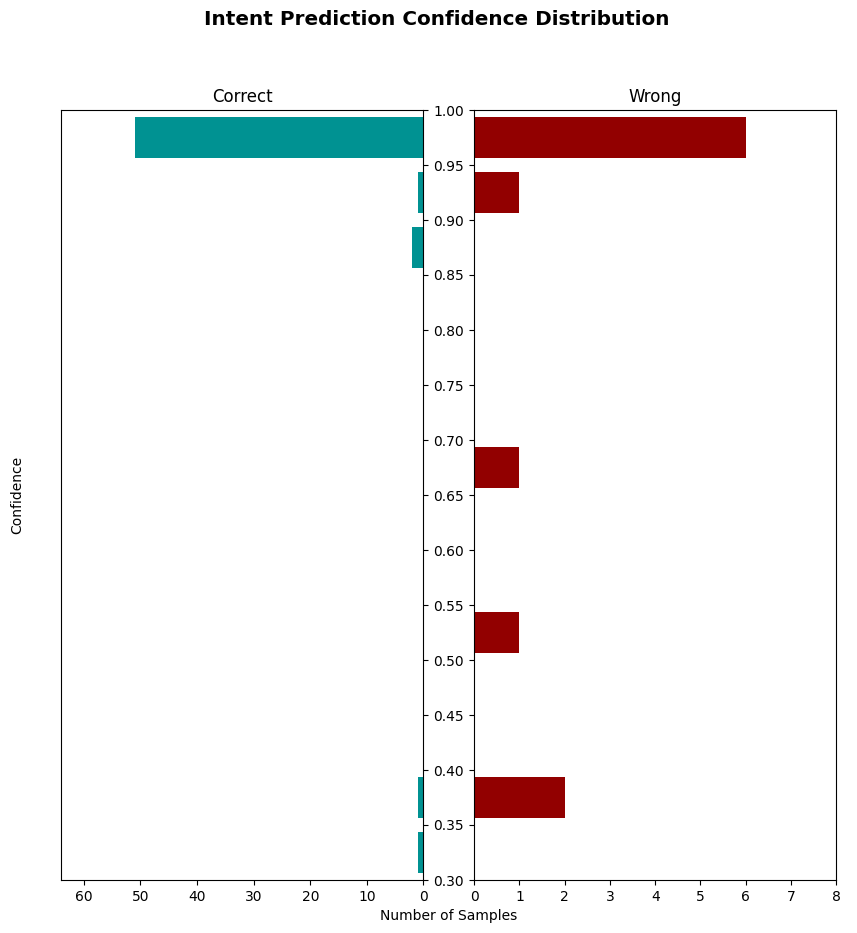 Intent Prediction Confidence Distribution
Correct
Wrong
1.00
0.95
0.90
0.85
0.80
0.75
0.70
0.65
0.60
0.55
0.50
0.45
0.40
0.35
0.30
Confidence
60 50 40 30 20 10 0
0 1 2 3 4 5 6 7 8
Number of Samples